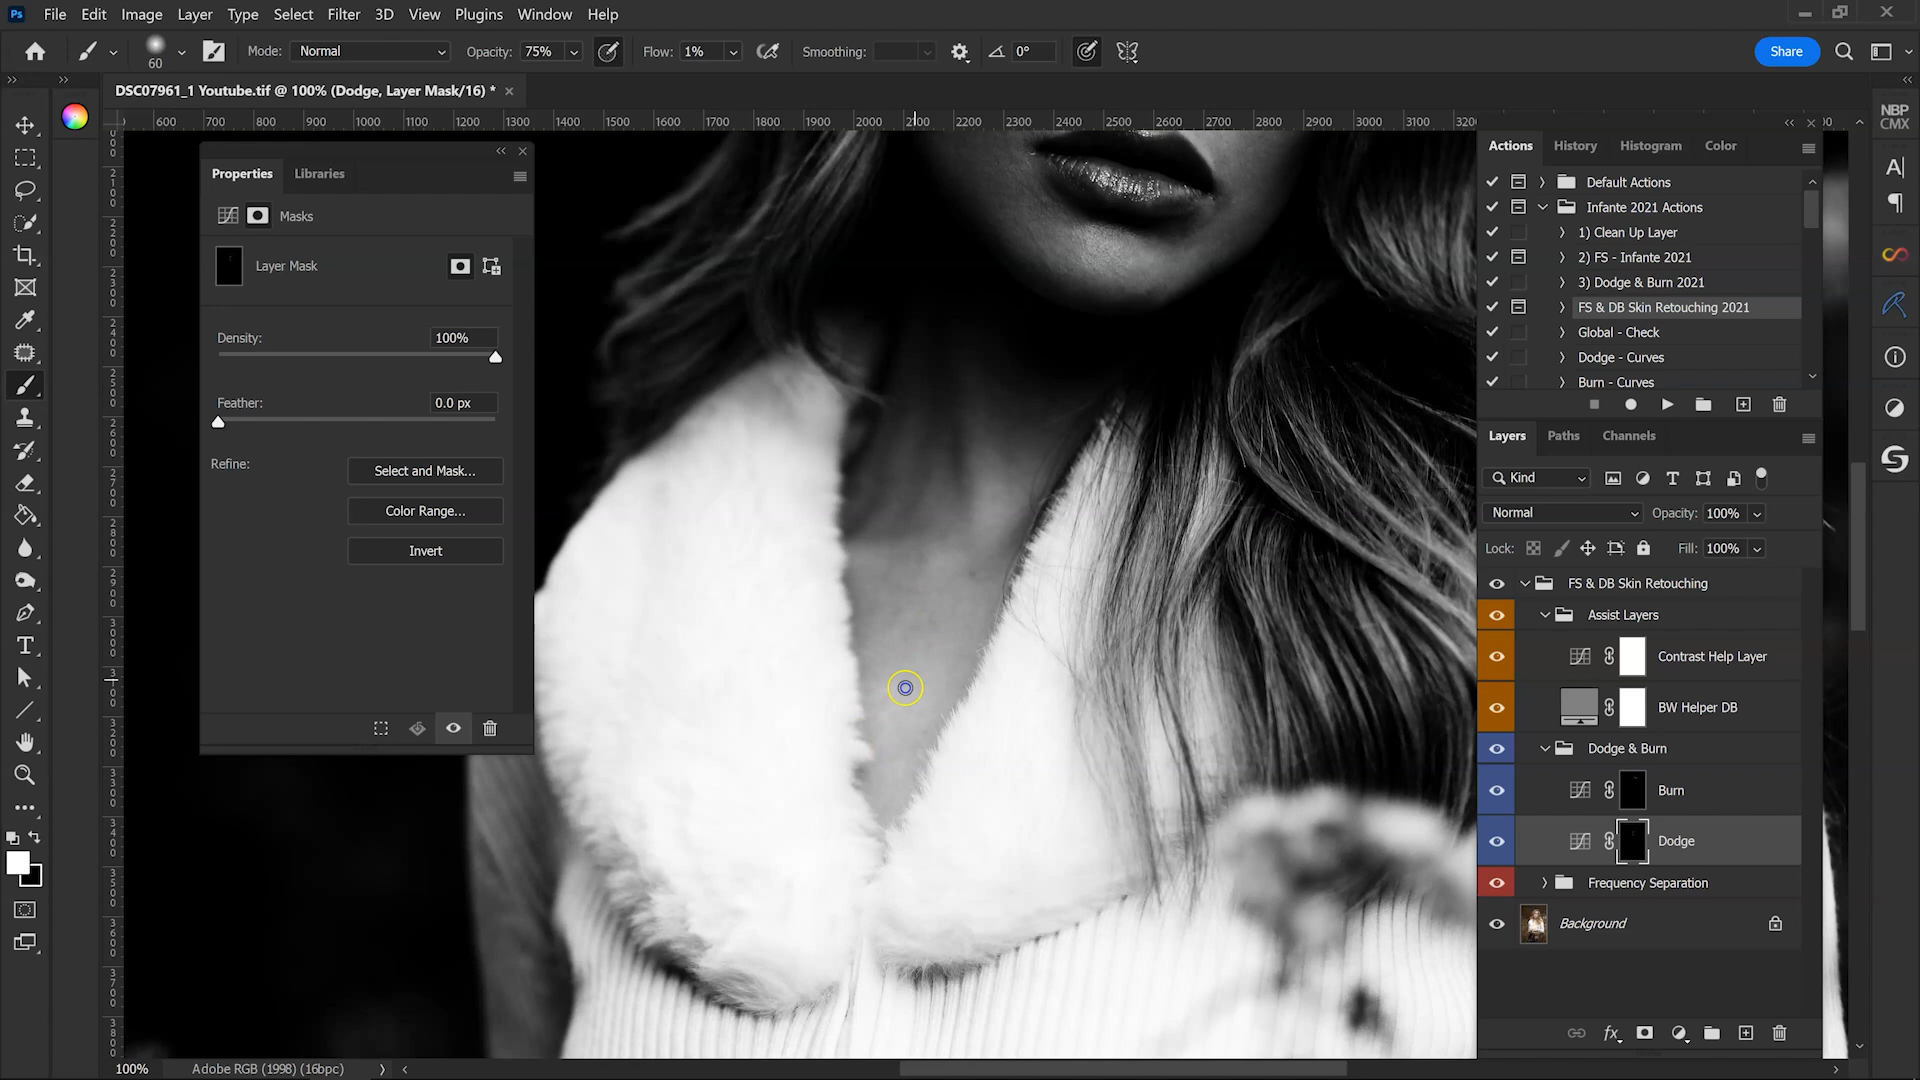 Ps File Edit Image Layer Type Select Filter 3D View Plugins Window Help
60 Mode: Normal Opacity: 75% Flow: 1% Smoothing: 0° Share
DSC07961_1 Youtube.tif @ 100% (Dodge, Layer Mask/16) *
600 700 800 900 1000 1100 1200 1300 1400 1500 1600 1700 1800 1900 2000 2100 2200 2300 2400 2500 2600 2700 2800 2900 3000 3100 320
NBP
CMX
Properties Libraries
Masks
Layer Mask
Density: 100%
Feather: 0.0 px
Refine: Select and Mask...
Color Range...
Invert
Actions History Histogram Color
Default Actions
Infante 2021 Actions
1) Clean Up Layer
2) FS - Infante 2021
3) Dodge & Burn 2021
FS & DB Skin Retouching 2021
Global - Check
Dodge - Curves
Burn - Curves
Layers Paths Channels
Kind
Normal Opacity: 100%
Lock: Fill: 100%
FS & DB Skin Retouching
Assist Layers
Contrast Help Layer
BW Helper DB
Dodge & Burn
Burn
Dodge
Frequency Separation
Background
100% Adobe RGB (1998) (16bpc)